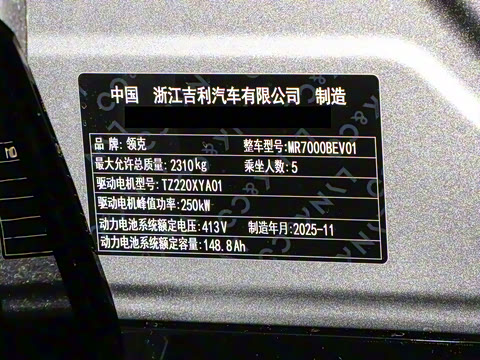 中国 浙江吉利汽车有限公司 制造
品 牌:领克 整车型号:MR7000BEV01
最大允许总质量:2310kg 乘坐人数:5
驱动电机型号:TZ220XYA01
驱动电机峰值功率:250kW
动力电池系统额定电压:413V 制造年月:2025-11
动力电池系统额定容量:148.8Ah